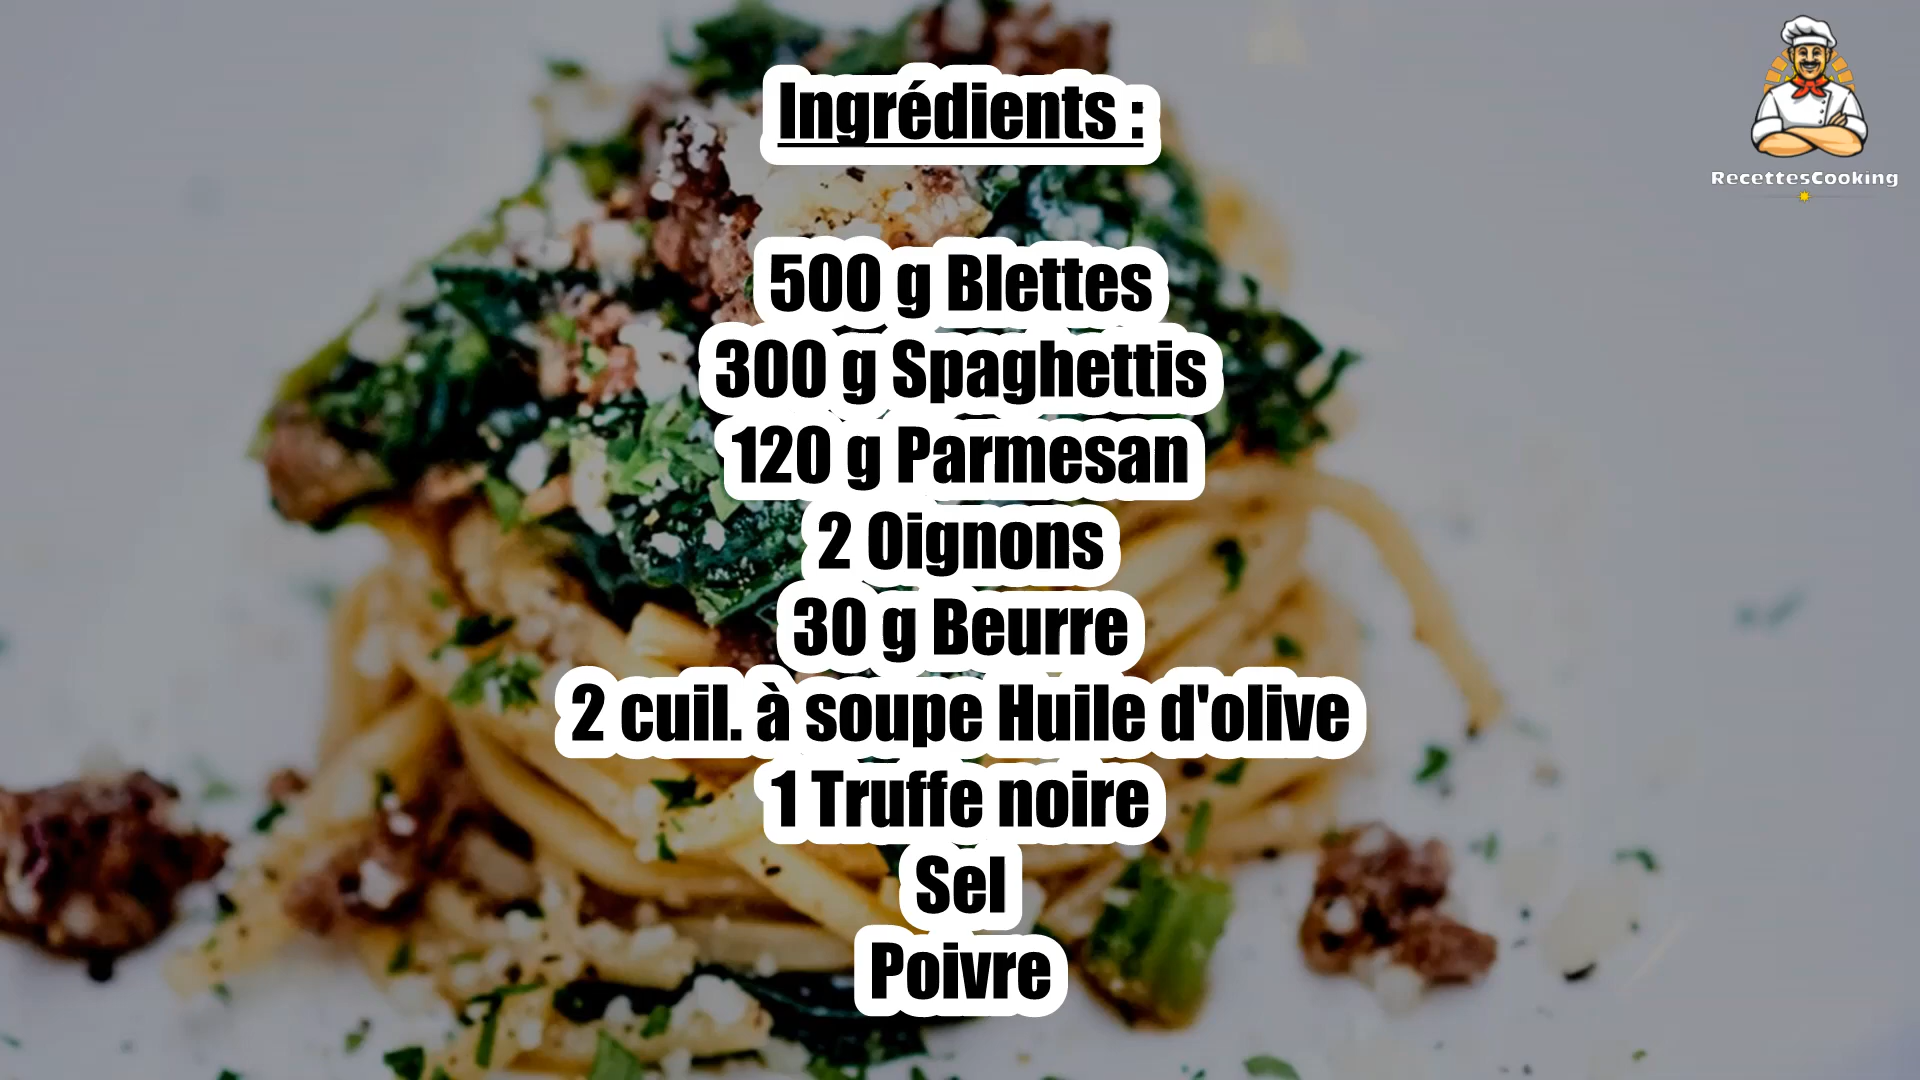 Ingrédients :
RecettesCooking
500 g Blettes
300 g Spaghettis
120 g Parmesan
2 Oignons
30 g Beurre
2 cuil. à soupe Huile d'olive
1 Truffe noire
Sel
Poivre